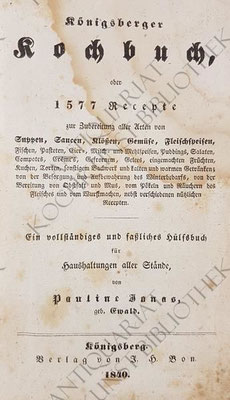 Königsberger
Kochbuch,
oder
1577 Recepte
zur Zubereitung aller Arten von
Suppen, Saucen, Klößen, Gemüse, Fleischspeisen,
Fischen, Pasteten, Eier-, Milch- und Mehlspeisen, Puddings, Salaten,
Compotes, Crême's, Gefrornem, Gelees, eingemachten Früchten,
Kuchen, Torten, sonstigem Backwerk und kalten und warmen Getränken,
von der Besorgung und Aufbewahrung des Winterbedarfs, von der
Bereitung von Obstsaft und Mus, vom Pökeln und Räuchern des
Fleisches und vom Wurstmachen, nebst verschiedenen nützlichen
Recepten.
Ein vollständiges und faßliches Hülfsbuch
für
Haushaltungen aller Stände,
von
Pauline Jonas,
geb. Ewald.
Königsberg.
Verlag von J. H. Bon
1840.